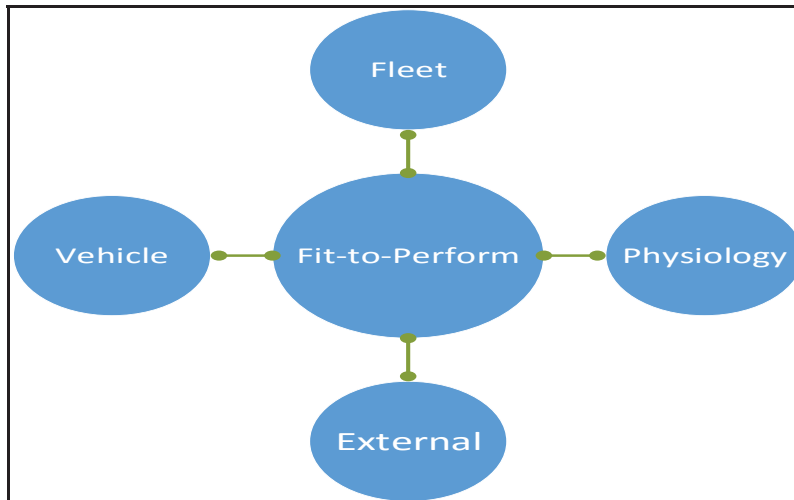 Fleet
Vehicle
Fit-to-Perform
Physiology
External